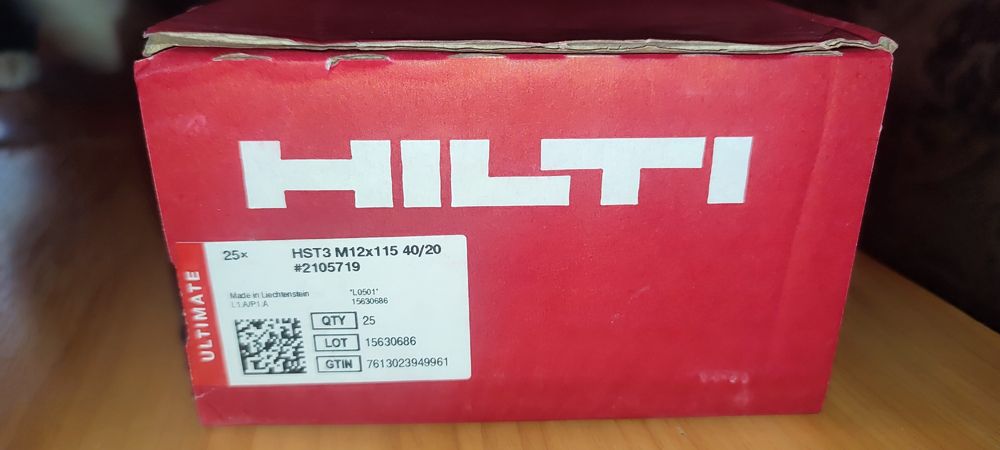 HILTI
ULTIMATE
25x HST3 M12x115 40/20
#2105719
Made in Liechtenstein "L0501"
L1.A/P1.A 15630686
QTY 25
LOT 15630686
GTIN 7613023949961